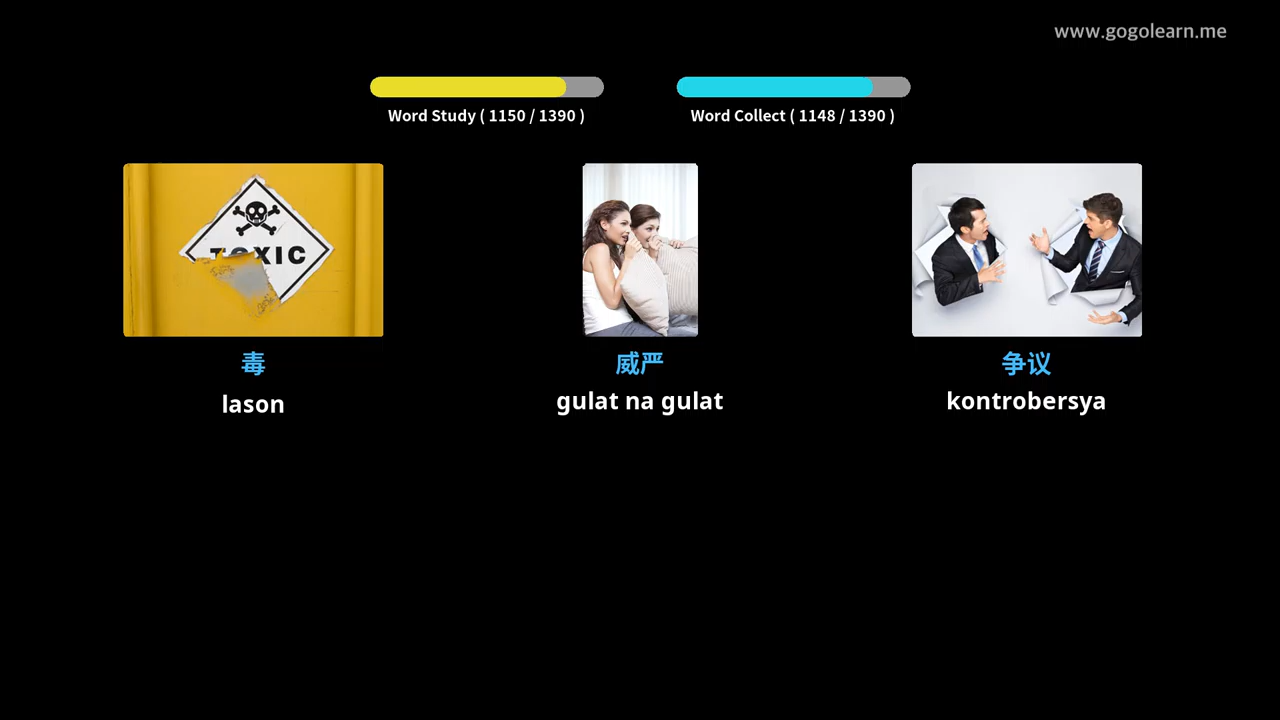 www.gogolearn.me
Word Study ( 1150 / 1390 )
Word Collect ( 1148 / 1390 )
TOXIC
毒
威严
争议
lason
gulat na gulat
kontrobersya